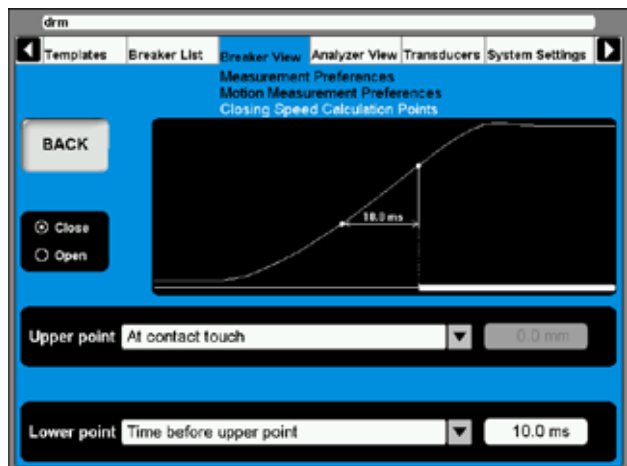 drm
Templates Breaker List Breaker View Analyzer View Transducers System Settings
Measurement Preferences
Motion Measurement Preferences
Closing Speed Calculation Points
BACK
10.0 ms
Close
Open
Upper point At contact touch 0.0 mm
Lower point Time before upper point 10.0 ms